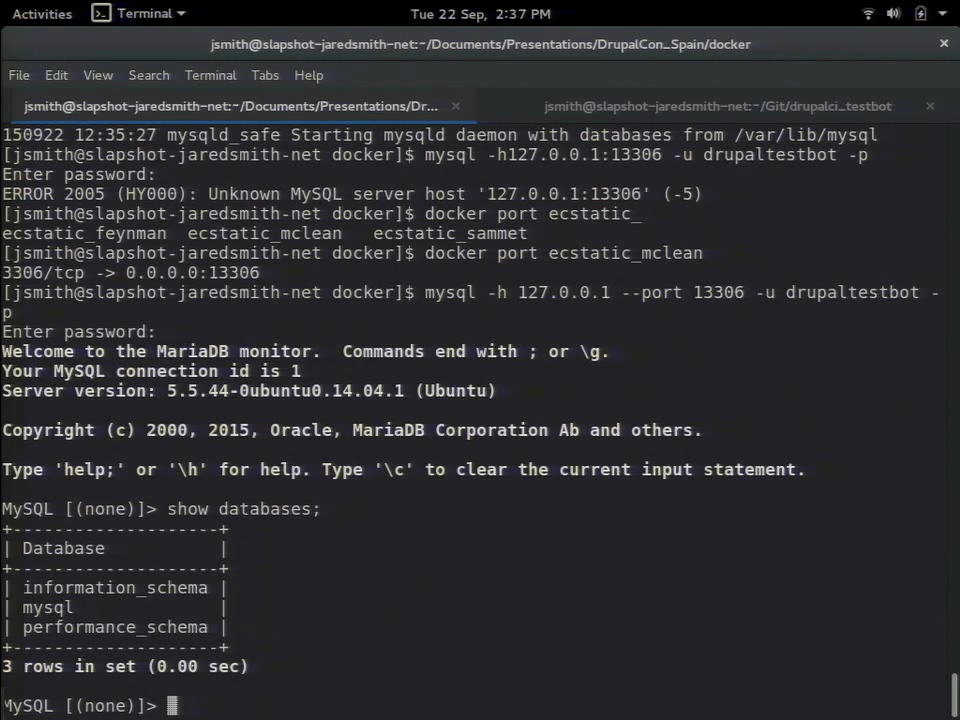 Activities Terminal Tue 22 Sep, 2:37 PM
jsmith@slapshot-jaredsmith-net:~/Documents/Presentations/DrupalCon_Spain/docker ×
File Edit View Search Terminal Tabs Help
jsmith@slapshot-jaredsmith-net:~/Documents/Presentations/Dr... × jsmith@slapshot-jaredsmith-net:~/Git/drupalci_testbot ×
150922 12:35:27 mysqld_safe Starting mysqld daemon with databases from /var/lib/mysql
[jsmith@slapshot-jaredsmith-net docker]$ mysql -h127.0.0.1:13306 -u drupaltestbot -p
Enter password:
ERROR 2005 (HY000): Unknown MySQL server host '127.0.0.1:13306' (-5)
[jsmith@slapshot-jaredsmith-net docker]$ docker port ecstatic_
ecstatic_feynman  ecstatic_mclean   ecstatic_sammet
[jsmith@slapshot-jaredsmith-net docker]$ docker port ecstatic_mclean
3306/tcp -> 0.0.0.0:13306
[jsmith@slapshot-jaredsmith-net docker]$ mysql -h 127.0.0.1 --port 13306 -u drupaltestbot -
p
Enter password:
Welcome to the MariaDB monitor.  Commands end with ; or \g.
Your MySQL connection id is 1
Server version: 5.5.44-0ubuntu0.14.04.1 (Ubuntu)
Copyright (c) 2000, 2015, Oracle, MariaDB Corporation Ab and others.
Type 'help;' or '\h' for help. Type '\c' to clear the current input statement.
MySQL [(none)]> show databases;
+--------------------+
| Database           |
+--------------------+
| information_schema |
| mysql              |
| performance_schema |
+--------------------+
3 rows in set (0.00 sec)
MySQL [(none)]>